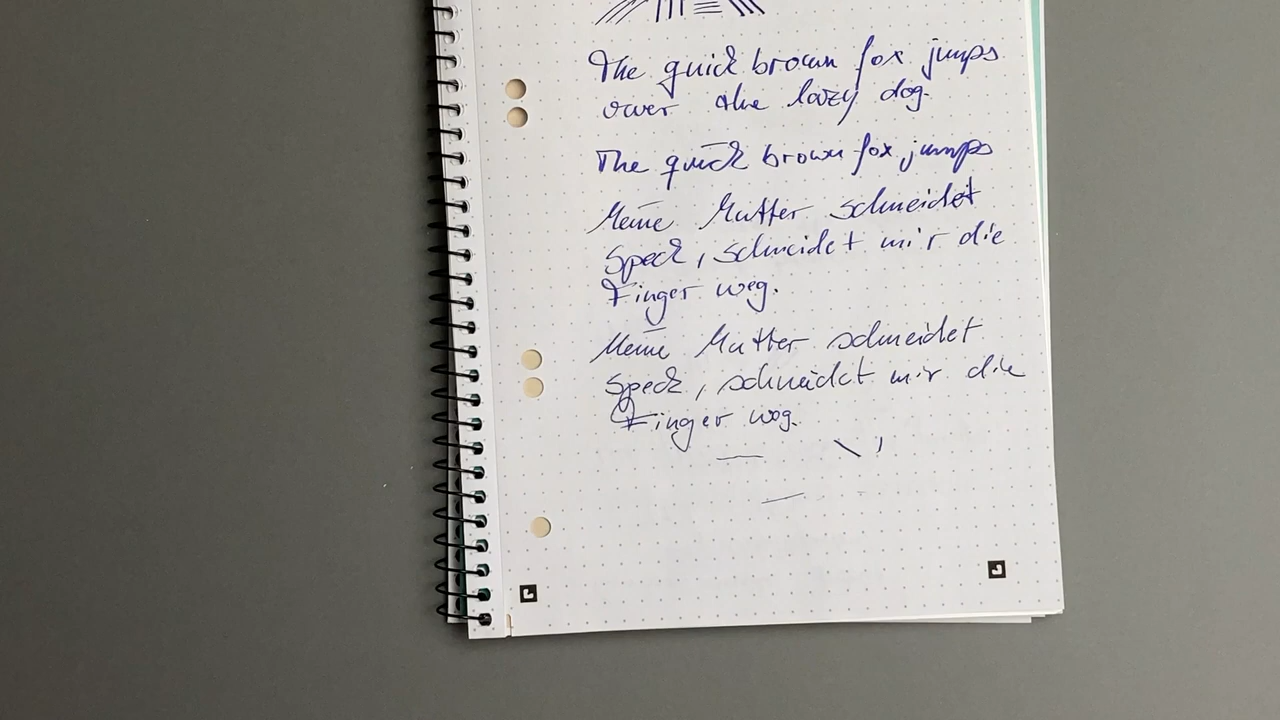 The quick brown fox jumps
over the lazy dog.
The quick brown fox jumps
Meine Mutter schneidet
Speck, schneidet mir die
Finger weg.
Meine Mutter schneidet
Speck, schneidet mir die
Finger weg.